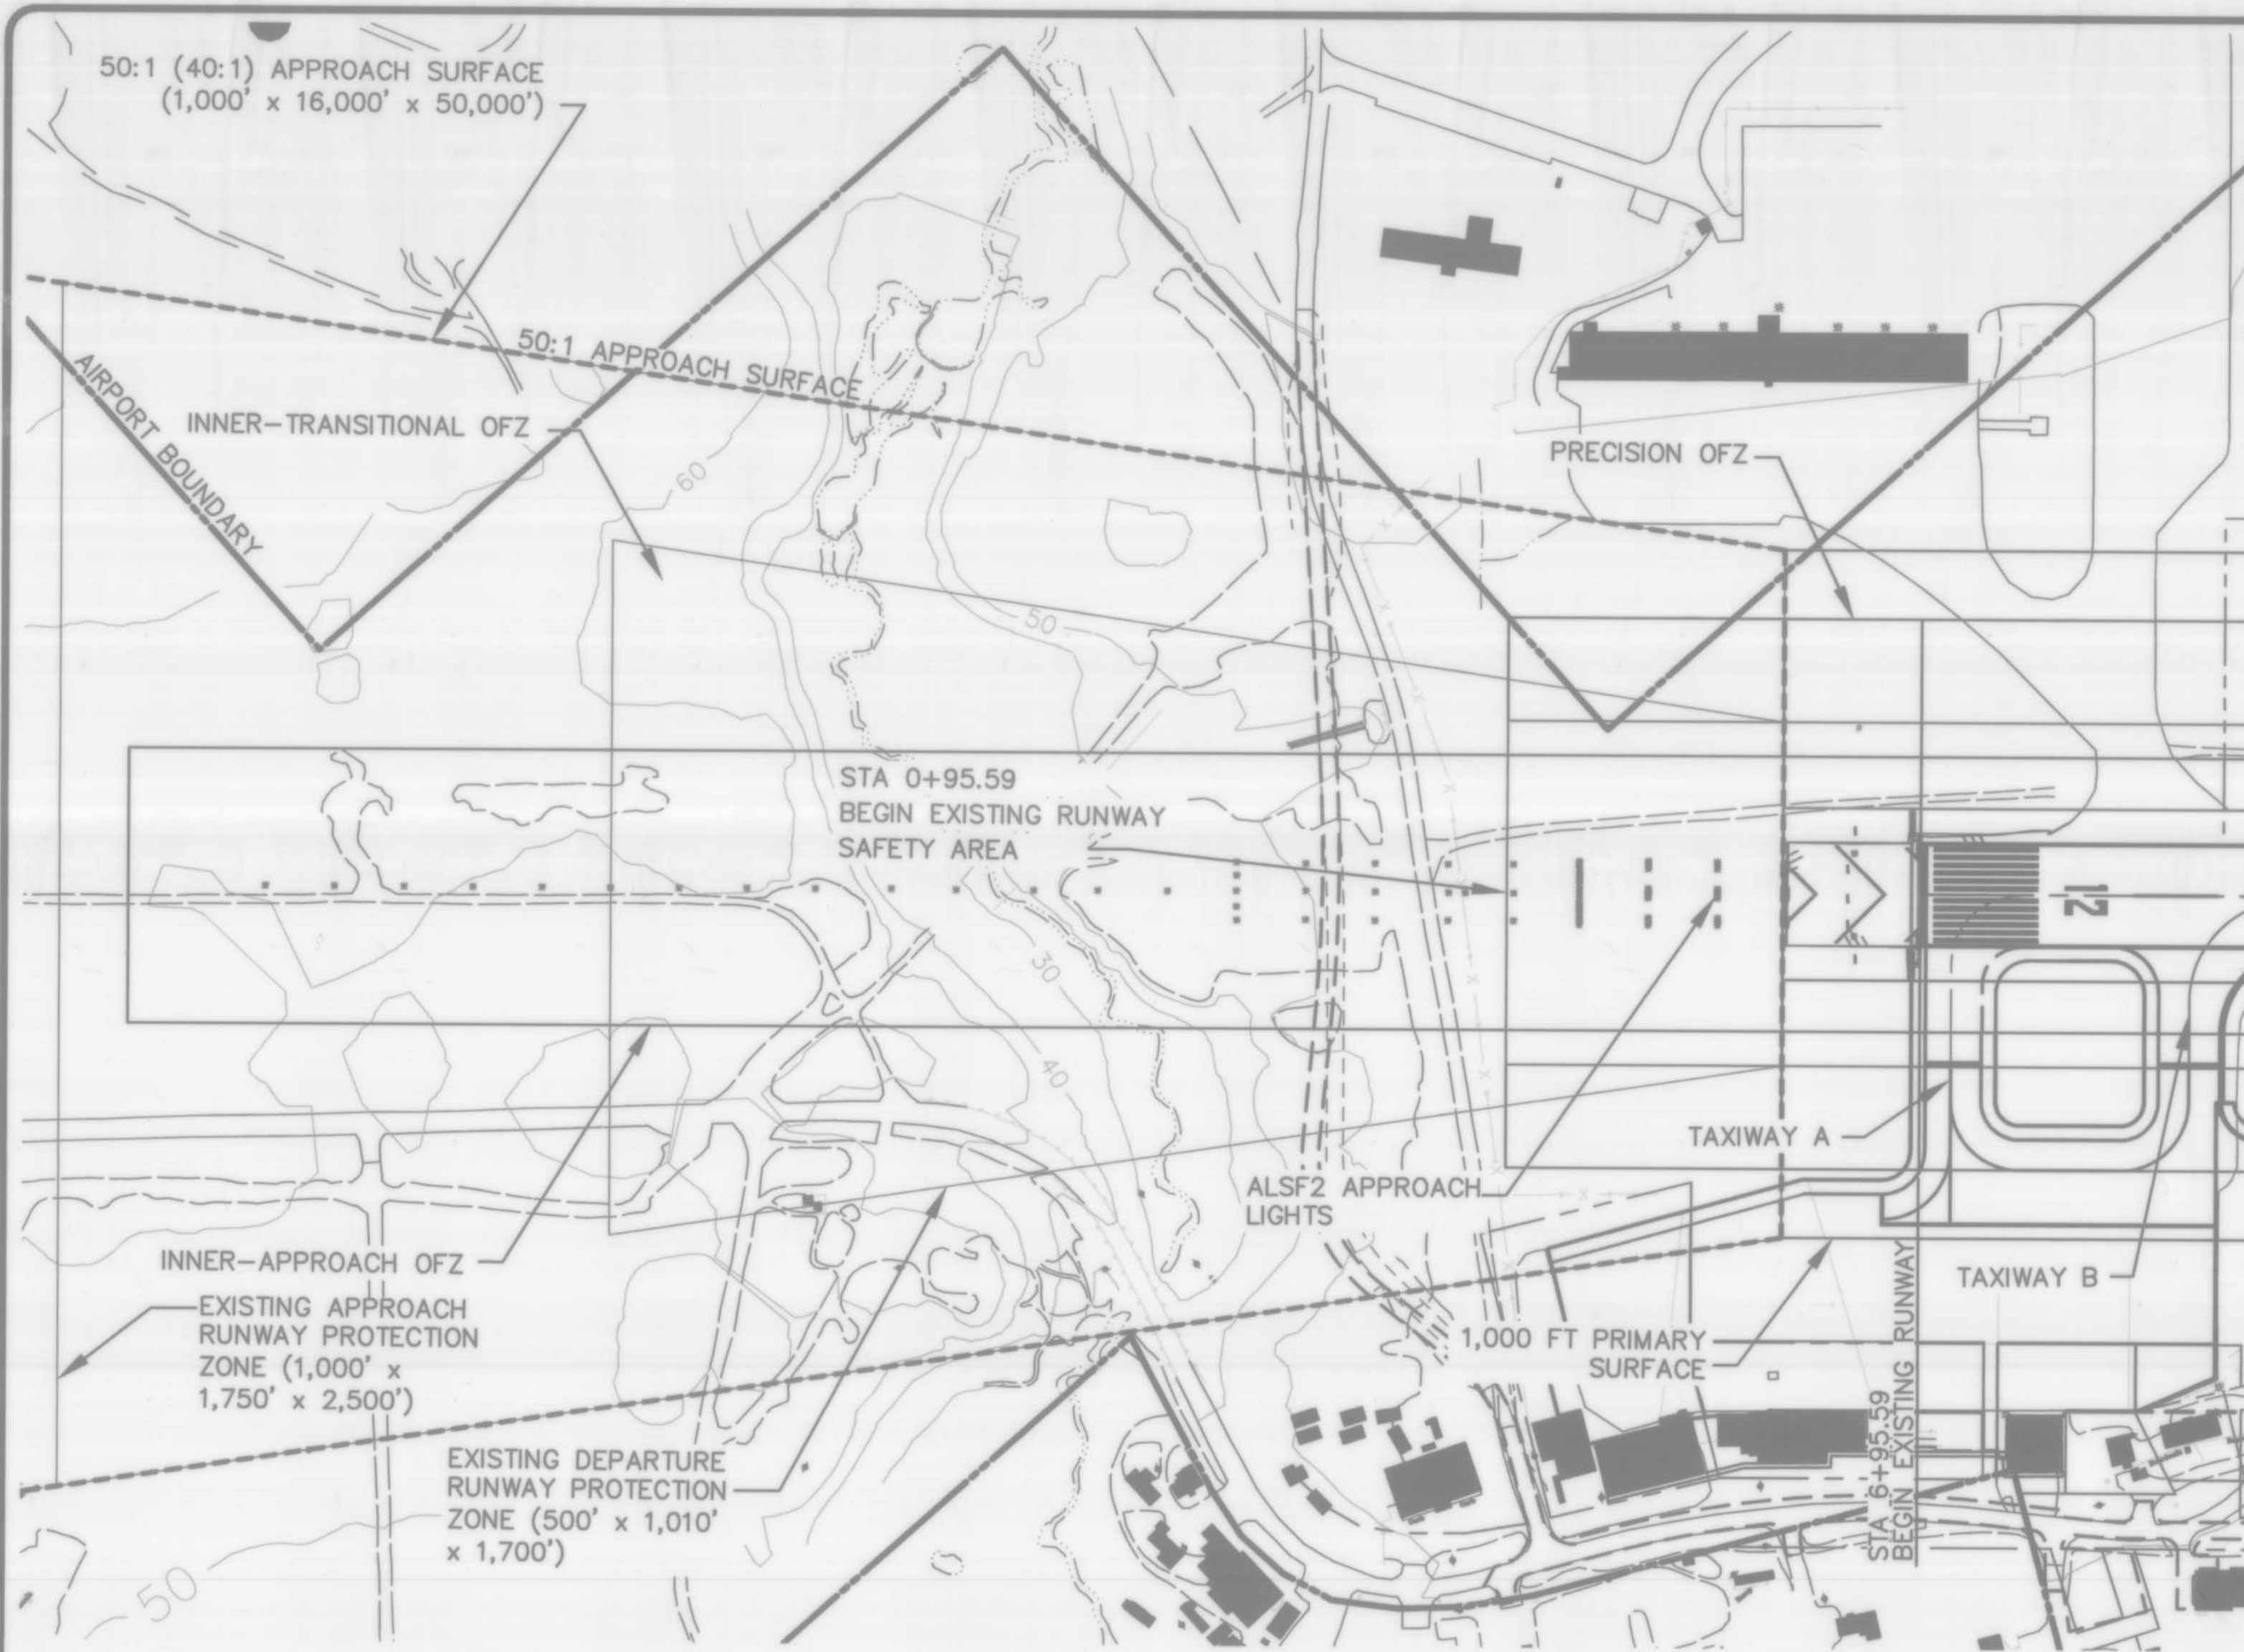 50:1 (40:1) APPROACH SURFACE
(1,000' x 16,000' x 50,000')
50:1 APPROACH SURFACE
AIRPORT BOUNDARY
INNER-TRANSITIONAL OFZ
60
PRECISION OFZ
50
STA 0+95.59
BEGIN EXISTING RUNWAY
SAFETY AREA
12
30
40
TAXIWAY A
ALSF2 APPROACH
LIGHTS
INNER-APPROACH OFZ
TAXIWAY B
EXISTING APPROACH
RUNWAY PROTECTION
ZONE (1,000' x
1,750' x 2,500')
1,000 FT PRIMARY
SURFACE
STA 6+95.59
BEGIN EXISTING RUNWAY
EXISTING DEPARTURE
RUNWAY PROTECTION
ZONE (500' x 1,010'
x 1,700')
50